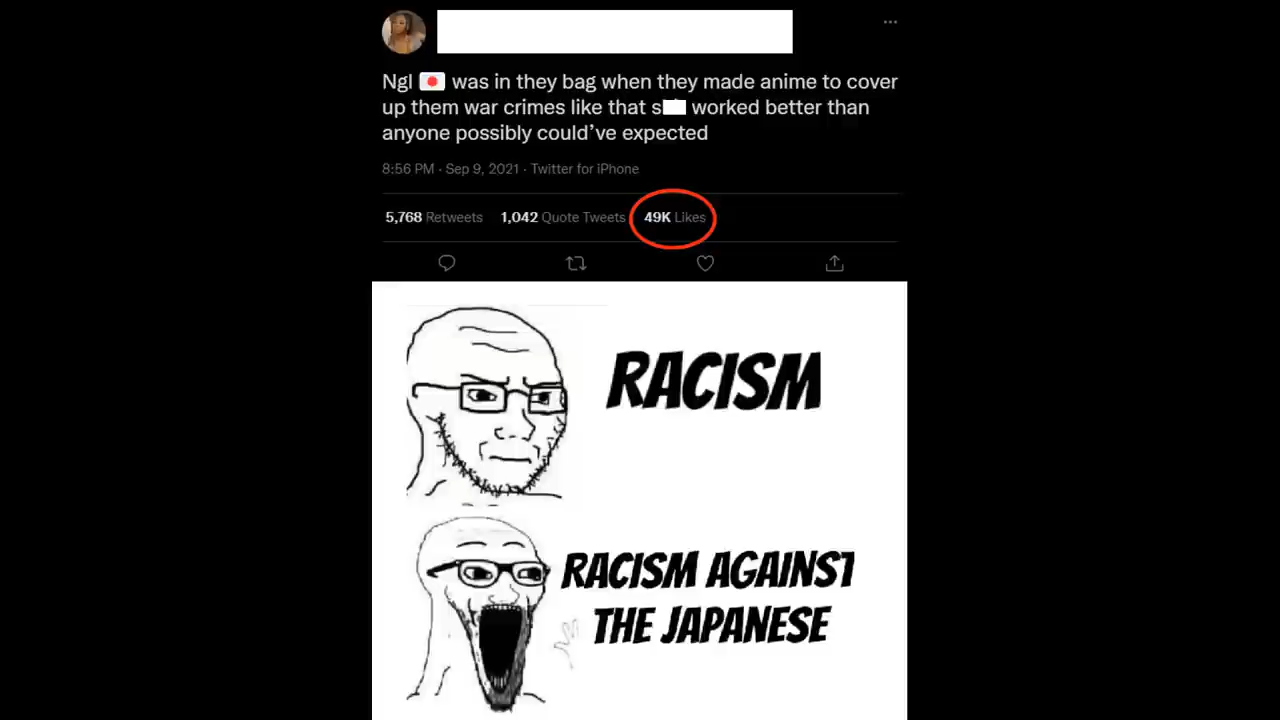 Ngl 🇯🇵 was in they bag when they made anime to cover
up them war crimes like that s worked better than
anyone possibly could've expected
8:56 PM · Sep 9, 2021 · Twitter for iPhone
5,768 Retweets 1,042 Quote Tweets 49K Likes
RACISM
RACISM AGAINST
THE JAPANESE